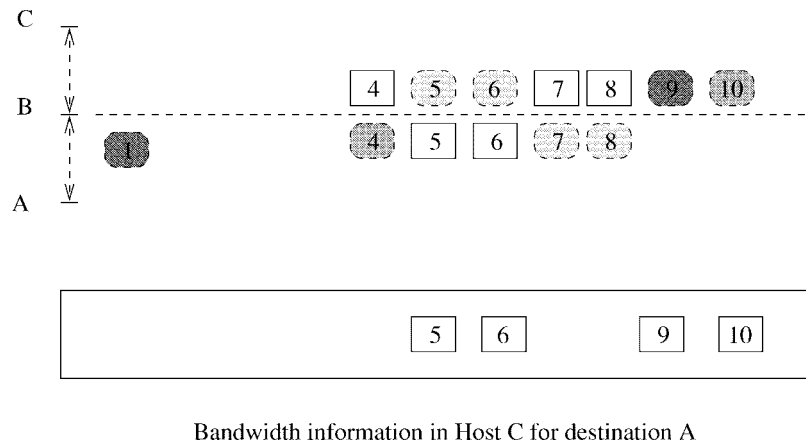 C
4 5 6 7 8 9 10
B
1 4 5 6 7 8
A
5 6 9 10
Bandwidth information in Host C for destination A